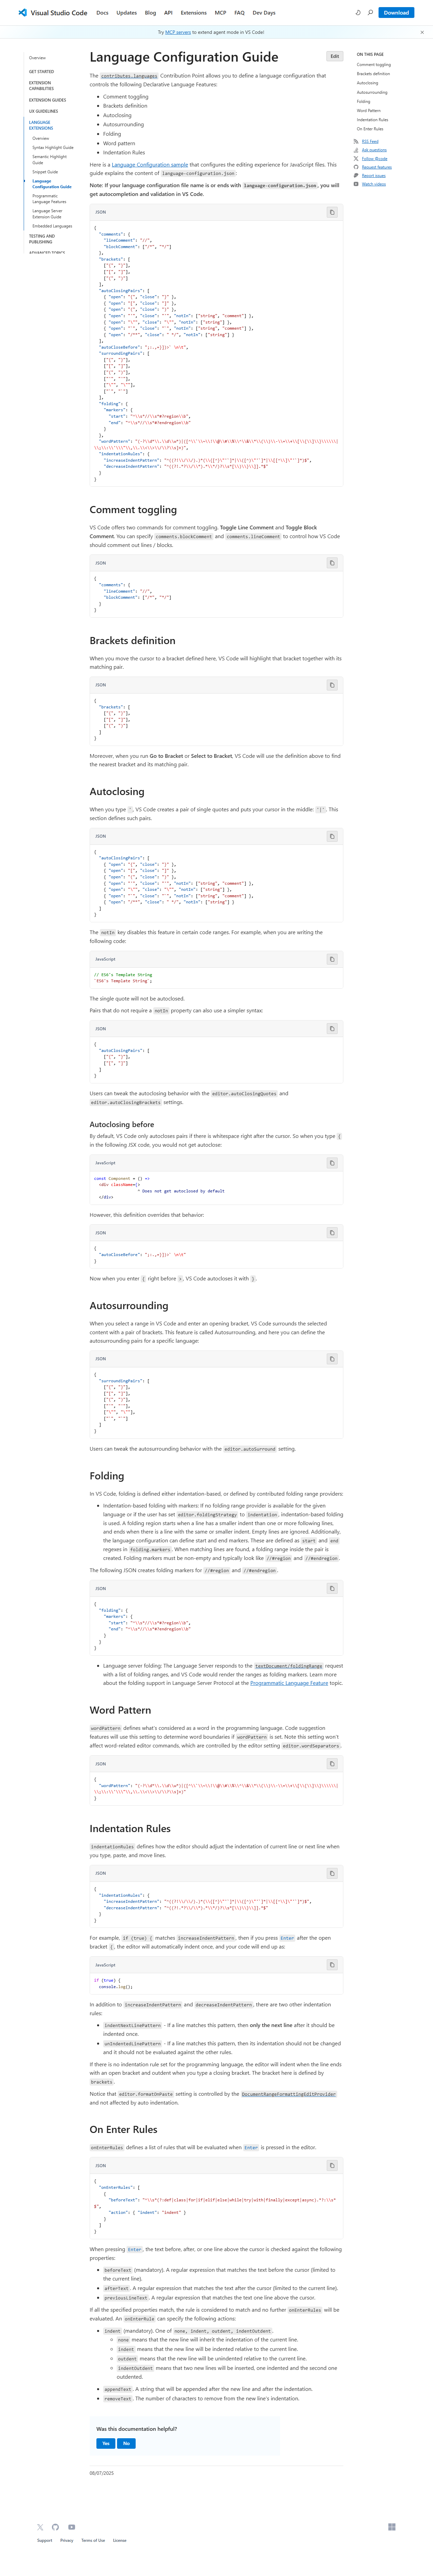 Visual Studio Code
Docs
Updates
Blog
API
Extensions
MCP
FAQ
Dev Days
Download
Try MCP servers to extend agent mode in VS Code!
Overview
GET STARTED
EXTENSION
CAPABILITIES
EXTENSION GUIDES
UX GUIDELINES
LANGUAGE
EXTENSIONS
Overview
Syntax Highlight Guide
Semantic Highlight
Guide
Snippet Guide
Language
Configuration Guide
Programmatic
Language Features
Language Server
Extension Guide
Embedded Languages
TESTING AND
PUBLISHING
ADVANCED TOPICS
Language Configuration Guide
Edit
The contributes.languages Contribution Point allows you to define a language configuration that
controls the following Declarative Language Features:
Comment toggling
Brackets definition
Autoclosing
Autosurrounding
Folding
Word pattern
Indentation Rules
Here is a Language Configuration sample that configures the editing experience for JavaScript files. This
guide explains the content of language-configuration.json:
Note: If your language configuration file name is or ends with language-configuration.json, you will
get autocompletion and validation in VS Code.
JSON
{
"comments": {
"lineComment": "//",
"blockComment": ["/*", "*/"]
},
"brackets": [
["{", "}"],
["[", "]"],
["(", ")"]
],
"autoClosingPairs": [
{ "open": "{", "close": "}" },
{ "open": "[", "close": "]" },
{ "open": "(", "close": ")" },
{ "open": "'", "close": "'", "notIn": ["string", "comment"] },
{ "open": "\"", "close": "\"", "notIn": ["string"] },
{ "open": "`", "close": "`", "notIn": ["string", "comment"] },
{ "open": "/**", "close": " */", "notIn": ["string"] }
],
"autoCloseBefore": ";:.,=}])>` \n\t",
"surroundingPairs": [
["{", "}"],
["[", "]"],
["(", ")"],
["'", "'"],
["\"", "\""],
["`", "`"]
],
"folding": {
"markers": {
"start": "^\\s*//\\s*#?region\\b",
"end": "^\\s*//\\s*#?endregion\\b"
}
},
"indentationRules": {
}
}
Comment toggling
VS Code offers two commands for comment toggling. Toggle Line Comment and Toggle Block
Comment. You can specify comments.blockComment and comments.lineComment to control how VS Code
should comment out lines / blocks.
JSON
{
"comments": {
"lineComment": "//",
"blockComment": ["/*", "*/"]
}
}
Brackets definition
When you move the cursor to a bracket defined here, VS Code will highlight that bracket together with its
matching pair.
JSON
{
"brackets": [
["{", "}"],
["[", "]"],
["(", ")"]
]
}
Moreover, when you run Go to Bracket or Select to Bracket, VS Code will use the definition above to find
the nearest bracket and its matching pair.
Autoclosing
When you type ', VS Code creates a pair of single quotes and puts your cursor in the middle: '|'. This
section defines such pairs.
JSON
{
"autoClosingPairs": [
{ "open": "{", "close": "}" },
{ "open": "[", "close": "]" },
{ "open": "(", "close": ")" },
{ "open": "'", "close": "'", "notIn": ["string", "comment"] },
{ "open": "\"", "close": "\"", "notIn": ["string"] },
{ "open": "`", "close": "`", "notIn": ["string", "comment"] },
{ "open": "/**", "close": " */", "notIn": ["string"] }
]
}
The notIn key disables this feature in certain code ranges. For example, when you are writing the
following code:
JavaScript
// ES6's Template String
`ES6's Template String`;
The single quote will not be autoclosed.
Pairs that do not require a notIn property can also use a simpler syntax:
JSON
{
"autoClosingPairs": [
["{", "}"],
["[", "]"]
]
}
Users can tweak the autoclosing behavior with the editor.autoClosingQuotes and
editor.autoClosingBrackets settings.
Autoclosing before
By default, VS Code only autocloses pairs if there is whitespace right after the cursor. So when you type {
in the following JSX code, you would not get autoclose:
JavaScript
const Component = () =>
<div className={>
^ Does not get autoclosed by default
</div>
However, this definition overrides that behavior:
JSON
{
"autoCloseBefore": ";:.,=}])>` \n\t"
}
Now when you enter { right before >, VS Code autocloses it with }.
Autosurrounding
When you select a range in VS Code and enter an opening bracket, VS Code surrounds the selected
content with a pair of brackets. This feature is called Autosurrounding, and here you can define the
autosurrounding pairs for a specific language:
JSON
{
"surroundingPairs": [
["{", "}"],
["[", "]"],
["(", ")"],
["'", "'"],
["\"", "\""],
["`", "`"]
]
}
Users can tweak the autosurrounding behavior with the editor.autoSurround setting.
Folding
In VS Code, folding is defined either indentation-based, or defined by contributed folding range providers:
Indentation-based folding with markers: If no folding range provider is available for the given
language or if the user has set editor.foldingStrategy to indentation, indentation-based folding
is used. A folding region starts when a line has a smaller indent than one or more following lines,
and ends when there is a line with the same or smaller indent. Empty lines are ignored. Additionally,
the language configuration can define start and end markers. These are defined as start and end
regexes in folding.markers. When matching lines are found, a folding range inside the pair is
created. Folding markers must be non-empty and typically look like //#region and //#endregion.
The following JSON creates folding markers for //#region and //#endregion.
JSON
{
"folding": {
"markers": {
"start": "^\\s*//\\s*#?region\\b",
"end": "^\\s*//\\s*#?endregion\\b"
}
}
}
Language server folding: The Language Server responds to the textDocument/foldingRange request
with a list of folding ranges, and VS Code would render the ranges as folding markers. Learn more
about the folding support in Language Server Protocol at the Programmatic Language Feature topic.
Word Pattern
wordPattern defines what's considered as a word in the programming language. Code suggestion
features will use this setting to determine word boundaries if wordPattern is set. Note this setting won't
affect word-related editor commands, which are controlled by the editor setting editor.wordSeparators.
JSON
{
}
Indentation Rules
indentationRules defines how the editor should adjust the indentation of current line or next line when
you type, paste, and move lines.
JSON
{
"indentationRules": {
}
}
For example, if (true) { matches increaseIndentPattern, then if you press Enter after the open
bracket {, the editor will automatically indent once, and your code will end up as:
JavaScript
if (true) {
console.log();
In addition to increaseIndentPattern and decreaseIndentPattern, there are two other indentation
rules:
indentNextLinePattern - If a line matches this pattern, then only the next line after it should be
indented once.
unIndentedLinePattern - If a line matches this pattern, then its indentation should not be changed
and it should not be evaluated against the other rules.
If there is no indentation rule set for the programming language, the editor will indent when the line ends
with an open bracket and outdent when you type a closing bracket. The bracket here is defined by
brackets.
Notice that editor.formatOnPaste setting is controlled by the DocumentRangeFormattingEditProvider
and not affected by auto indentation.
On Enter Rules
onEnterRules defines a list of rules that will be evaluated when Enter is pressed in the editor.
JSON
{
"onEnterRules": [
{
"beforeText": "^\\s*(?:def|class|for|if|elif|else|while|try|with|finally|except|async).*?:\\s*
$",
"action": { "indent": "indent" }
}
]
}
When pressing Enter, the text before, after, or one line above the cursor is checked against the following
properties:
beforeText (mandatory). A regular expression that matches the text before the cursor (limited to
the current line).
afterText. A regular expression that matches the text after the cursor (limited to the current line).
previousLineText. A regular expression that matches the text one line above the cursor.
If all the specified properties match, the rule is considered to match and no further onEnterRules will be
evaluated. An onEnterRule can specify the following actions:
indent (mandatory). One of none, indent, outdent, indentOutdent.
none means that the new line will inherit the indentation of the current line.
indent means that the new line will be indented relative to the current line.
outdent means that the new line will be unindented relative to the current line.
indentOutdent means that two new lines will be inserted, one indented and the second one
outdented.
appendText. A string that will be appended after the new line and after the indentation.
removeText. The number of characters to remove from the new line's indentation.
Was this documentation helpful?
Yes
No
08/07/2025
ON THIS PAGE
Comment toggling
Brackets definition
Autoclosing
Autosurrounding
Folding
Word Pattern
Indentation Rules
On Enter Rules
RSS Feed
Ask questions
Follow @code
Request features
Report issues
Watch videos
Support
Privacy
Terms of Use
License